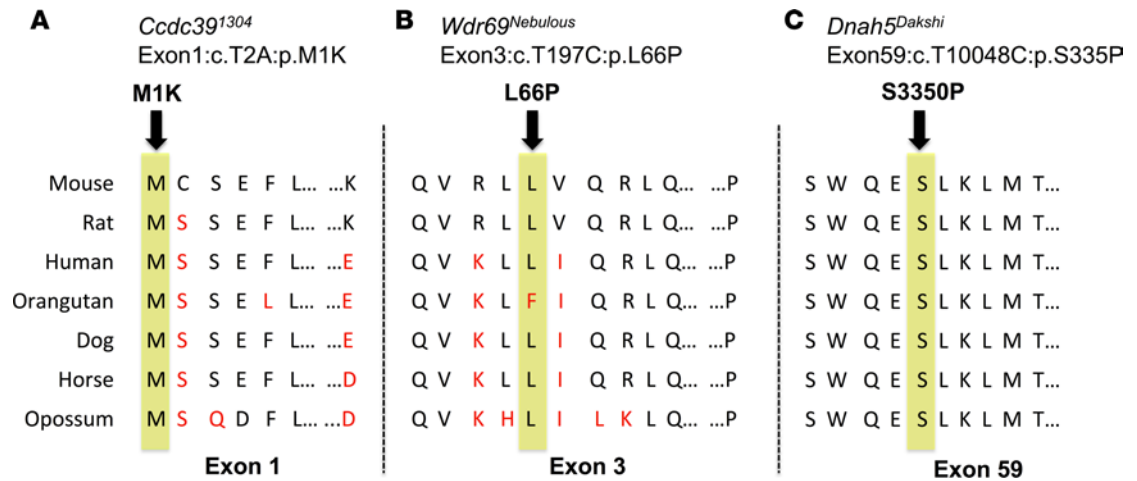 A Ccdc39^1304 B Wdr69^Nebulous C Dnah5^Dakshi
Exon1:c.T2A:p.M1K Exon3:c.T197C:p.L66P Exon59:c.T10048C:p.S335P
M1K L66P S3350P
Mouse M C S E F L... ...K Q V R L L V Q R L Q... ...P S W Q E S L K L M T...
Rat M S S E F L... ...K Q V R L L V Q R L Q... ...P S W Q E S L K L M T...
Human M S S E F L... ...E Q V K L L I Q R L Q... ...P S W Q E S L K L M T...
Orangutan M S S E L L... ...E Q V K L F I Q R L Q... ...P S W Q E S L K L M T...
Dog M S S E F L... ...E Q V K L L I Q R L Q... ...P S W Q E S L K L M T...
Horse M S S E F L... ...D Q V K L L I Q R L Q... ...P S W Q E S L K L M T...
Opossum M S Q D F L... ...D Q V K H L I L K L Q... ...P S W Q E S L K L M T...
Exon 1 Exon 3 Exon 59